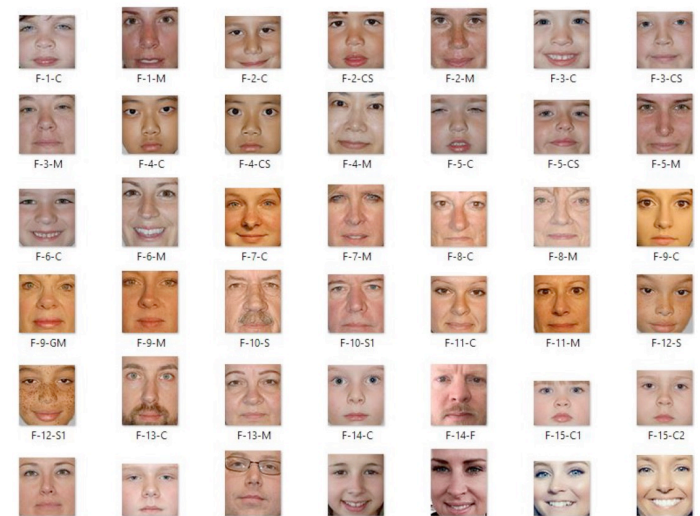 F-1-C F-1-M F-2-C F-2-CS F-2-M F-3-C F-3-CS
F-3-M F-4-C F-4-CS F-4-M F-5-C F-5-CS F-5-M
F-6-C F-6-M F-7-C F-7-M F-8-C F-8-M F-9-C
F-9-GM F-9-M F-10-S F-10-S1 F-11-C F-11-M F-12-S
F-12-S1 F-13-C F-13-M F-14-C F-14-F F-15-C1 F-15-C2